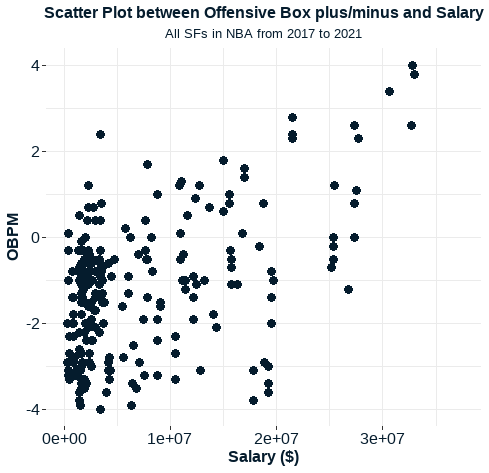 Scatter Plot between Offensive Box plus/minus and Salary
All SFs in NBA from 2017 to 2021
OBPM
4
2
0
-2
-4
0e+00 1e+07 2e+07 3e+07
Salary ($)